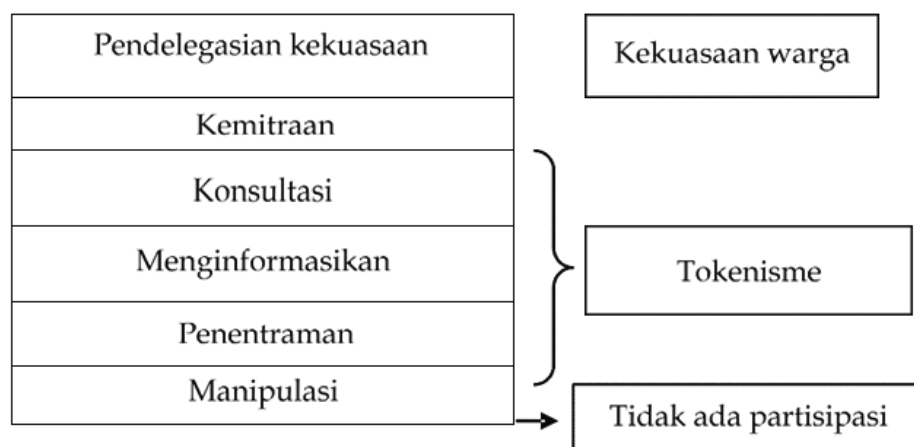 Pendelegasian kekuasaan
Kekuasaan warga
Kemitraan
Konsultasi
Menginformasikan
Tokenisme
Penentraman
Manipulasi
Tidak ada partisipasi